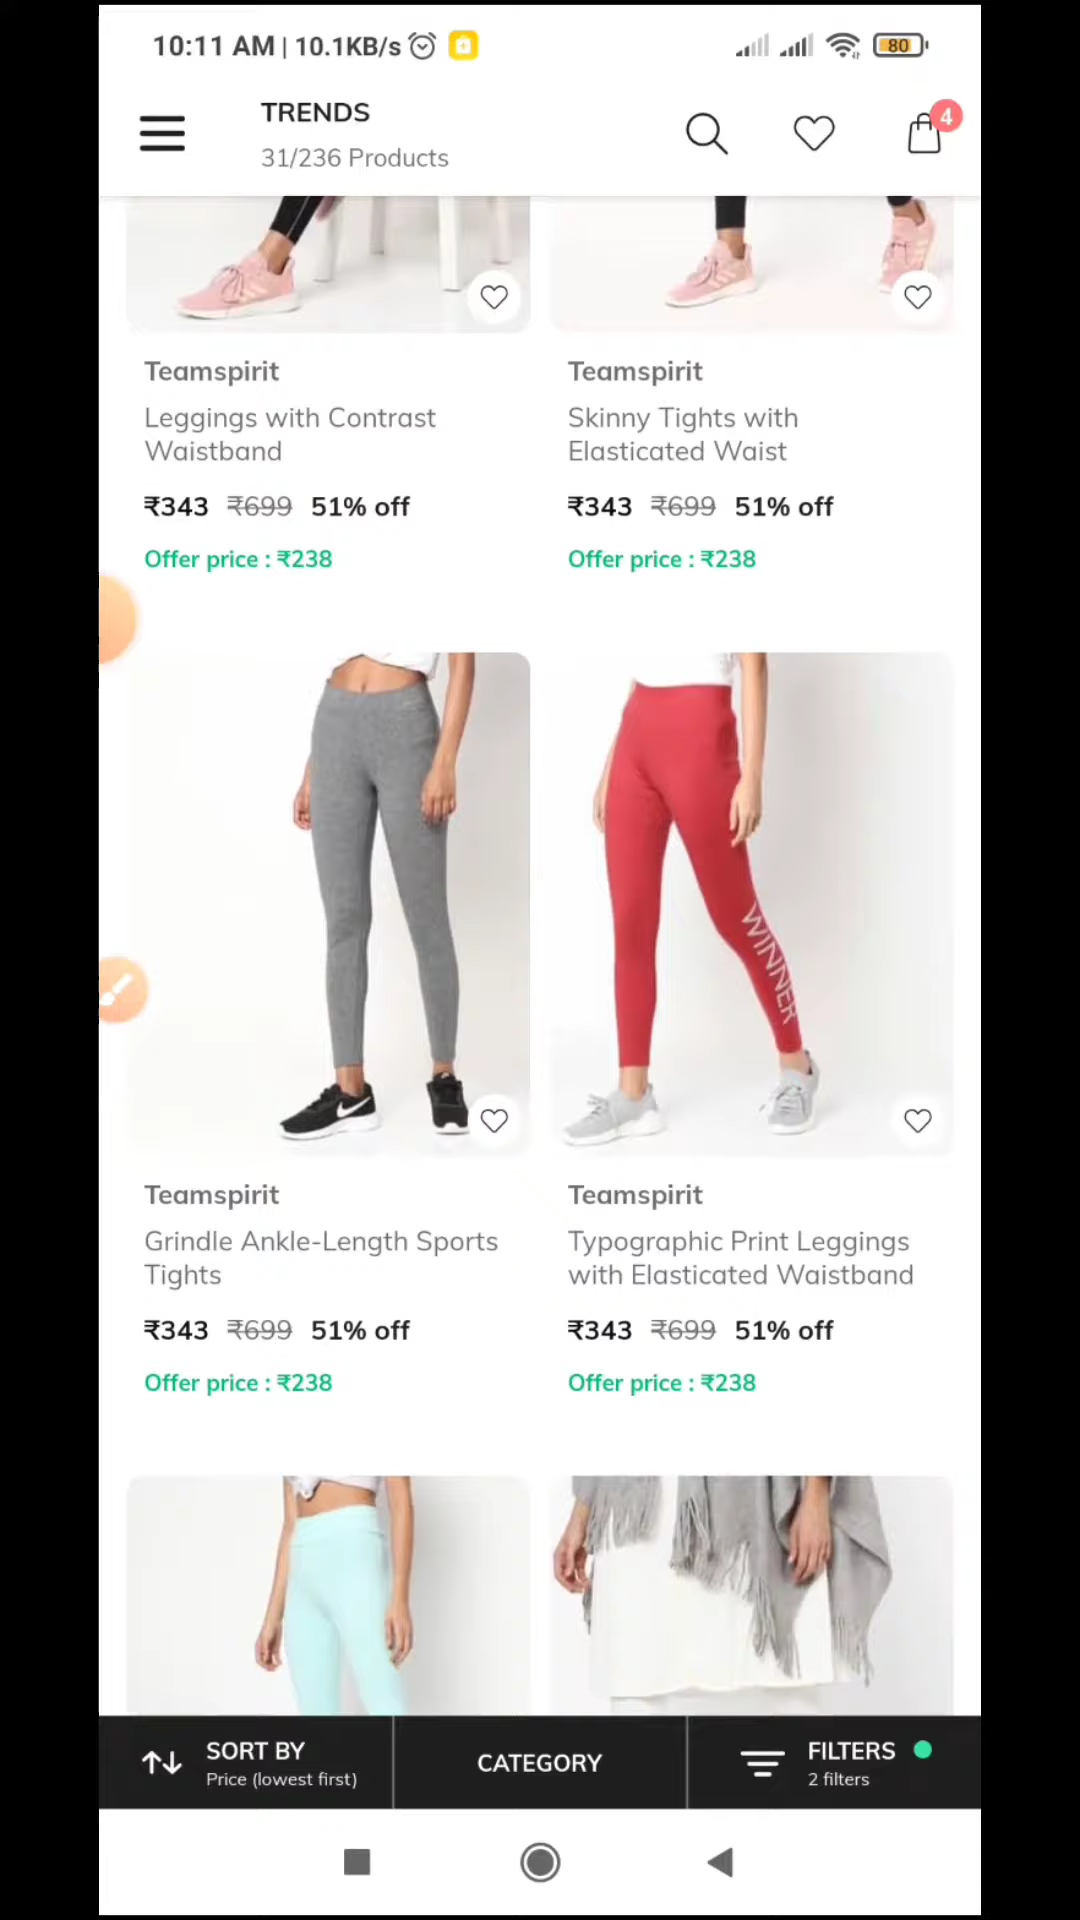 10:11 AM | 10.1KB/s
80
TRENDS
4
31/236 Products
Teamspirit
Teamspirit
Leggings with Contrast
Waistband
Skinny Tights with
Elasticated Waist
₹343 ₹699 51% off
₹343 ₹699 51% off
Offer price : ₹238
Offer price : ₹238
WINNER
Teamspirit
Teamspirit
Grindle Ankle-Length Sports
Tights
Typographic Print Leggings
with Elasticated Waistband
₹343 ₹699 51% off
₹343 ₹699 51% off
Offer price : ₹238
Offer price : ₹238
SORT BY
Price (lowest first)
CATEGORY
FILTERS
2 filters